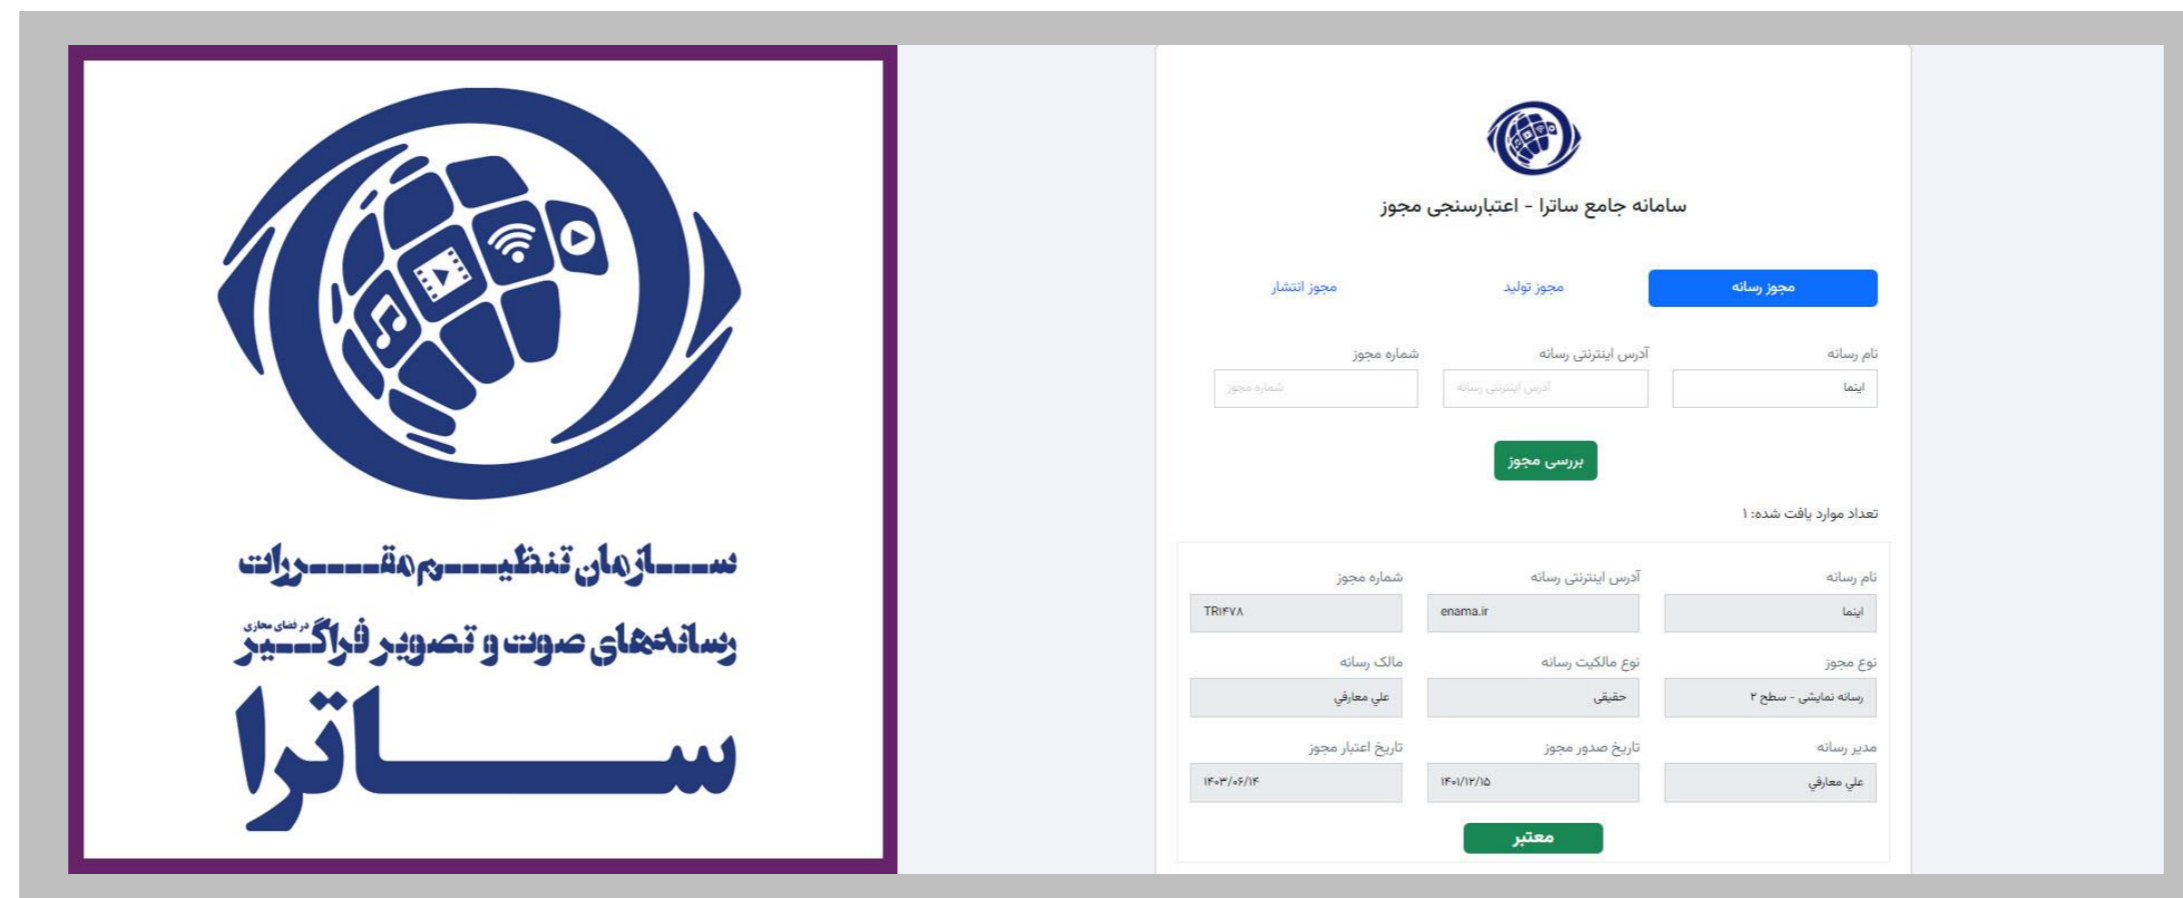 سازمان تنظیم مقررات
رسانه‌های صوت و تصویر فراگیر در فضای مجازی
ساترا
سامانه جامع ساترا - اعتبارسنجی مجوز
مجوز رسانه مجوز تولید مجوز انتشار
نام رسانه آدرس اینترنتی رسانه شماره مجوز
اینما آدرس اینترنتی رسانه شماره مجوز
بررسی مجوز
تعداد موارد یافت شده: ۱
نام رسانه آدرس اینترنتی رسانه شماره مجوز
اینما enama.ir TR۱۴۷۸
نوع مجوز نوع مالکیت رسانه مالک رسانه
رسانه نمایشی - سطح ۲ حقیقی علي معارفي
مدیر رسانه تاریخ صدور مجوز تاریخ اعتبار مجوز
علي معارفي ۱۴۰۱/۱۲/۱۵ ۱۴۰۳/۰۶/۱۴
معتبر